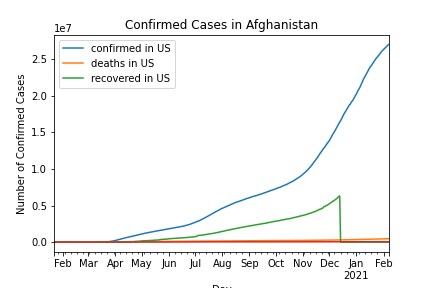 Confirmed Cases in Afghanistan
1e7
confirmed in US
deaths in US
recovered in US
Number of Confirmed Cases
2.5
2.0
1.5
1.0
0.5
0.0
Feb Mar Apr May Jun Jul Aug Sep Oct Nov Dec Jan Feb
2021